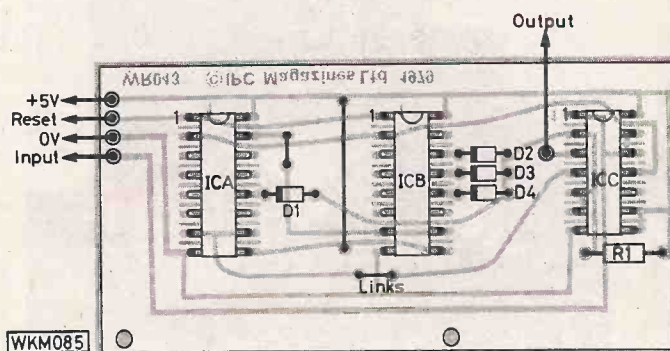 Output
WR043 ©IPC Magazines Ltd 1979
+5V
Reset
0V
Input
1
1
1
ICA
ICB
ICC
D1
D2
D3
D4
R1
Links
WKM085